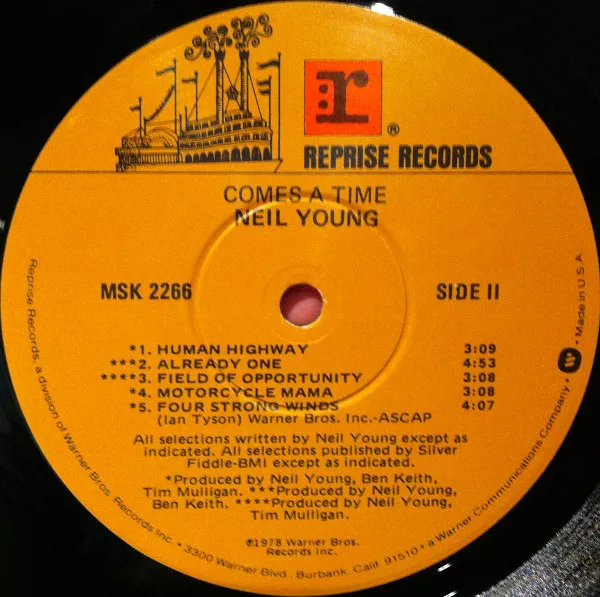 :r
®
REPRISE RECORDS
COMES A TIME
NEIL YOUNG
MSK 2266
SIDE II
*1. HUMAN HIGHWAY 3:09
***2. ALREADY ONE 4:53
****3. FIELD OF OPPORTUNITY 3:08
*4. MOTORCYCLE MAMA 3:08
*5. FOUR STRONG WINDS 4:07
(Ian Tyson) Warner Bros. Inc.-ASCAP
All selections written by Neil Young except as
indicated. All selections published by Silver
Fiddle-BMI except as indicated.
*Produced by Neil Young, Ben Keith,
Tim Mulligan. ***Produced by Neil Young,
Ben Keith. ****Produced by Neil Young,
Tim Mulligan.
©1978 Warner Bros.
Records Inc.
Reprise Records, a division of Warner Bros. Records Inc. • 3300 Warner Blvd., Burbank, Calif. 91510 • a Warner Communications Company • W • Made in U.S.A.